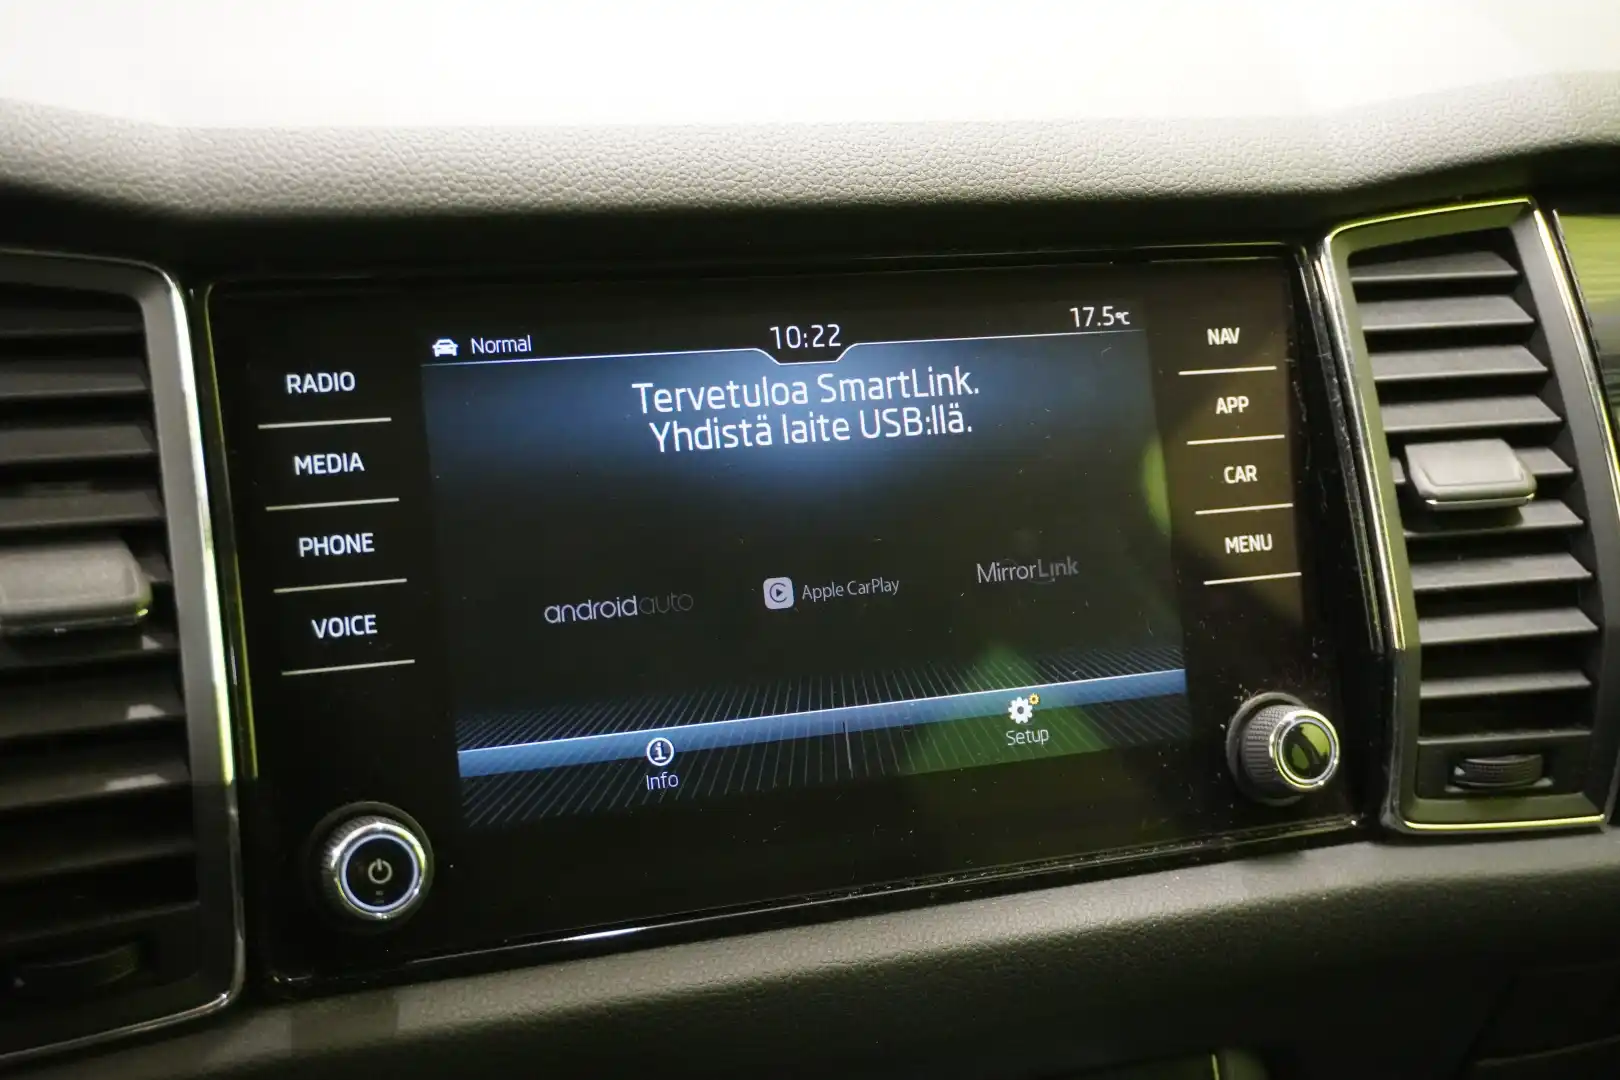 Normal
10:22
17.5°C
RADIO
MEDIA
PHONE
VOICE
Tervetuloa SmartLink.
Yhdistä laite USB:llä.
androidauto
Apple CarPlay
MirrorLink
Info
Setup
NAV
APP
CAR
MENU